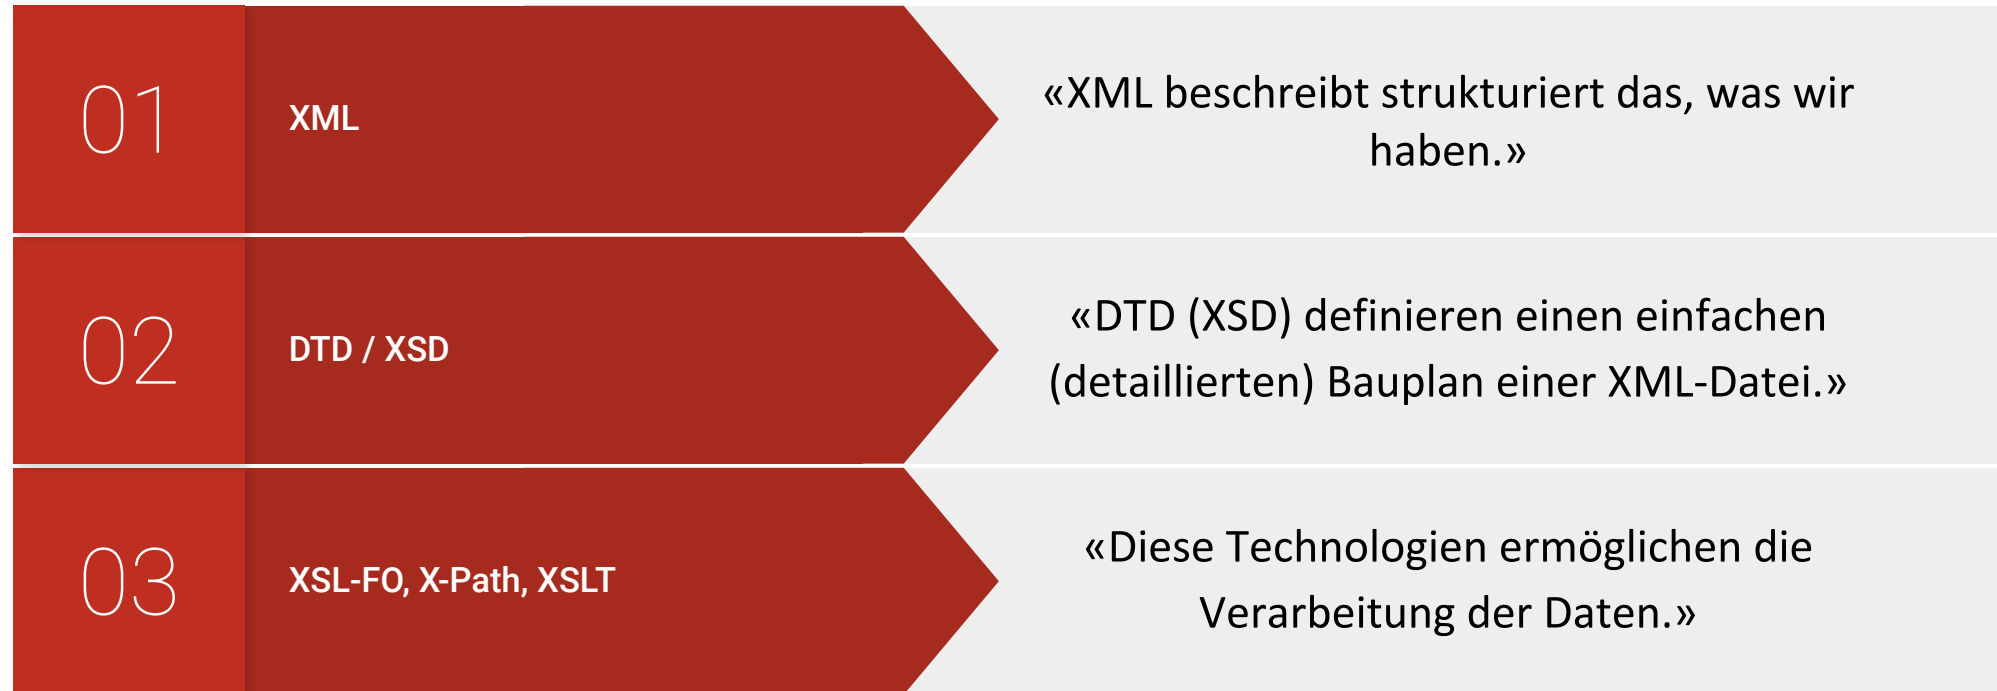 01
XML
«XML beschreibt strukturiert das, was wir
haben.»
02
DTD / XSD
«DTD (XSD) definieren einen einfachen
(detaillierten) Bauplan einer XML-Datei.»
03
XSL-FO, X-Path, XSLT
«Diese Technologien ermöglichen die
Verarbeitung der Daten.»